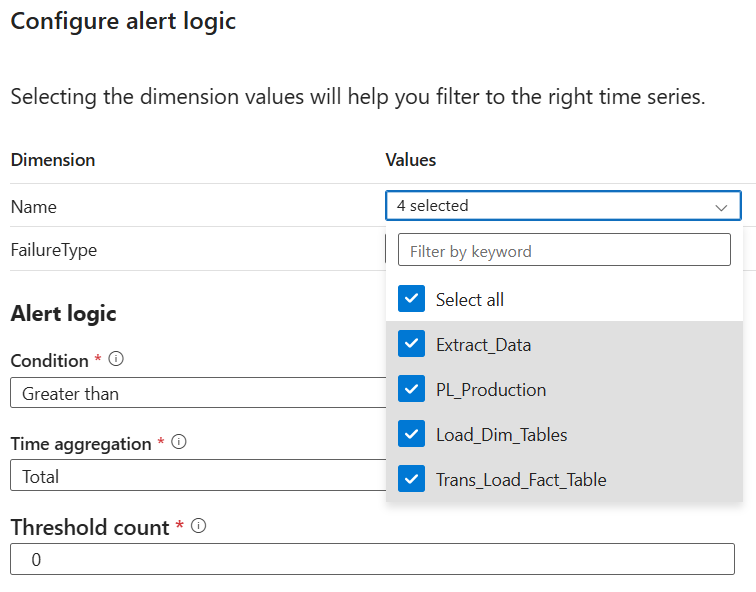 Configure alert logic
Selecting the dimension values will help you filter to the right time series.
Dimension Values
Name 4 selected
FailureType
Filter by keyword
Select all
Extract_Data
PL_Production
Load_Dim_Tables
Trans_Load_Fact_Table
Alert logic
Condition *
Greater than
Time aggregation *
Total
Threshold count *
0